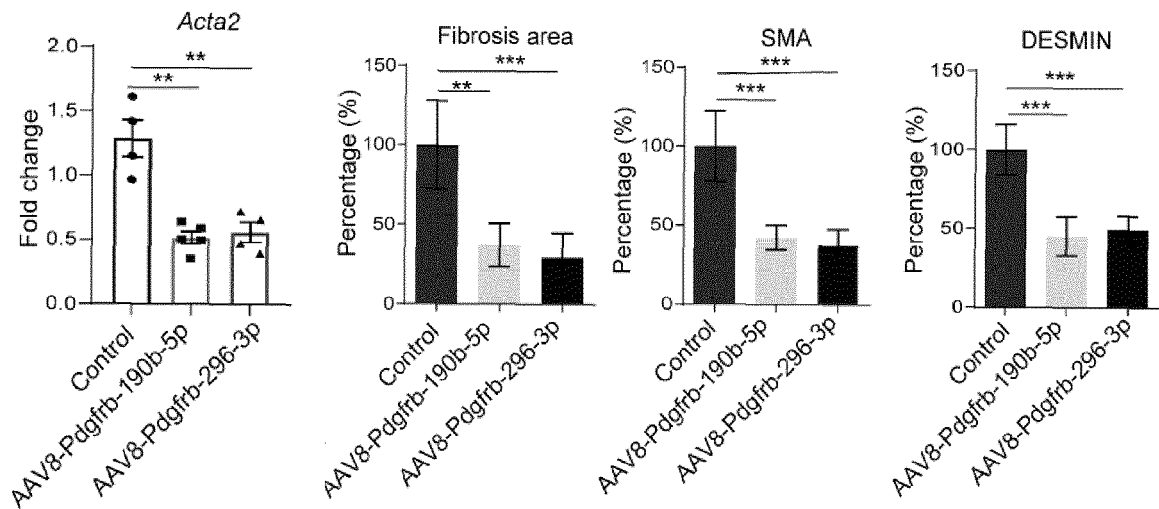 Acta2
2.0
1.5
1.0
0.5
0.0
Fold change
**
**
Control
AAV8-Pdgfrb-190b-5p
AAV8-Pdgfrb-296-3p
Fibrosis area
150
100
50
0
Percentage (%)
***
**
Control
AAV8-Pdgfrb-190b-5p
AAV8-Pdgfrb-296-3p
SMA
150
100
50
0
Percentage (%)
***
***
Control
AAV8-Pdgfrb-190b-5p
AAV8-Pdgfrb-296-3p
DESMIN
150
100
50
0
Percentage (%)
***
***
Control
AAV8-Pdgfrb-190b-5p
AAV8-Pdgfrb-296-3p